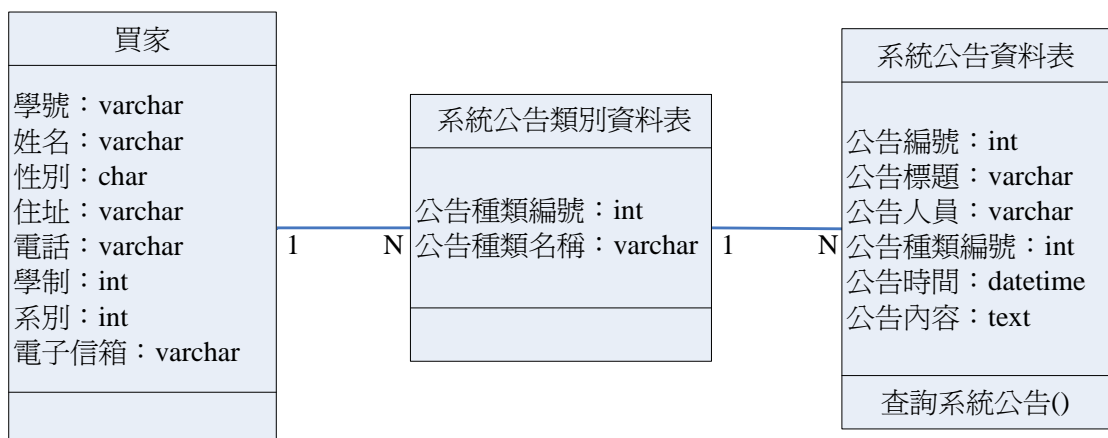 買家
學號：varchar
姓名：varchar
性別：char
住址：varchar
電話：varchar
學制：int
系別：int
電子信箱：varchar
1
N
系統公告類別資料表
公告種類編號：int
公告種類名稱：varchar
1
N
系統公告資料表
公告編號：int
公告標題：varchar
公告人員：varchar
公告種類編號：int
公告時間：datetime
公告內容：text
查詢系統公告()